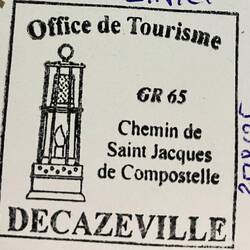 Office de Tourisme
GR 65
Chemin de
Saint Jacques
de Compostelle
DECAZEVILLE